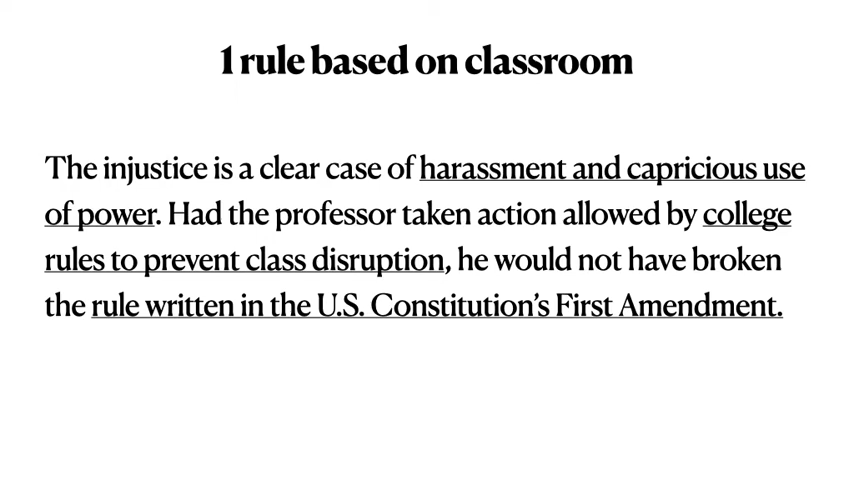 1 rule based on classroom
The injustice is a clear case of harassment and capricious use
of power. Had the professor taken action allowed by college
rules to prevent class disruption, he would not have broken
the rule written in the U.S. Constitution’s First Amendment.